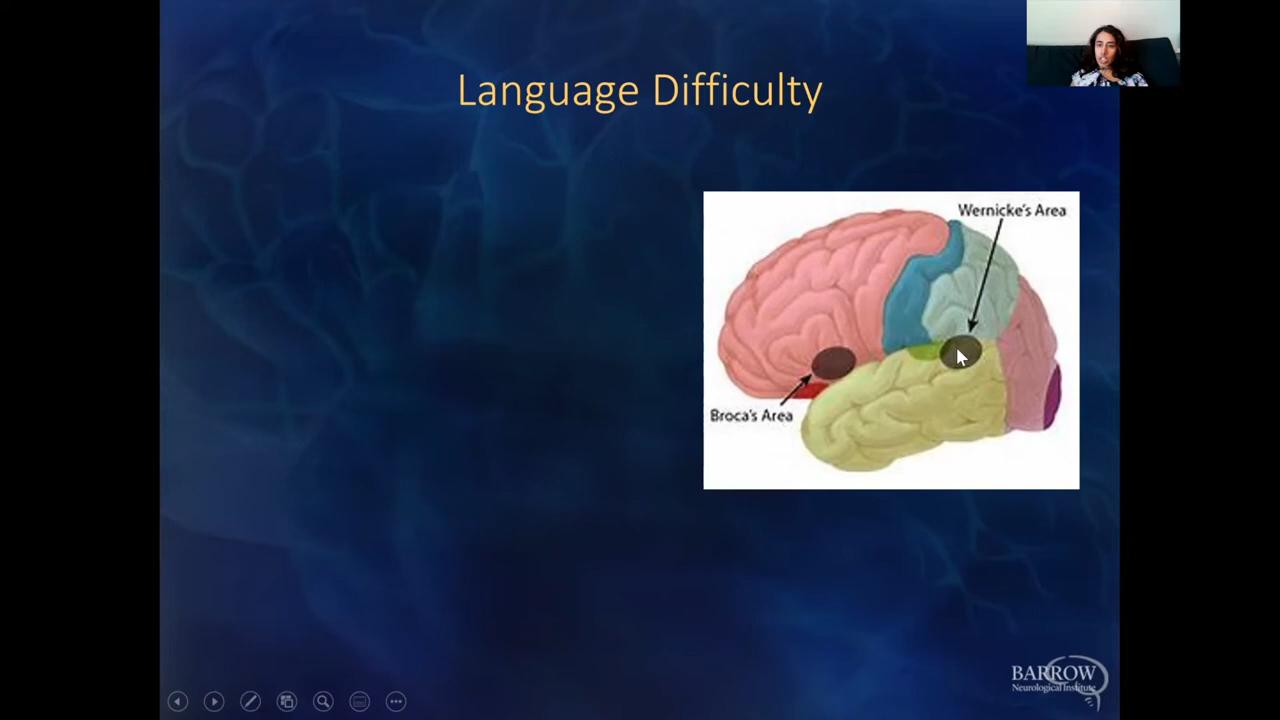 Language Difficulty
Wernicke's Area
Broca's Area
BARROW
Neurological Institute